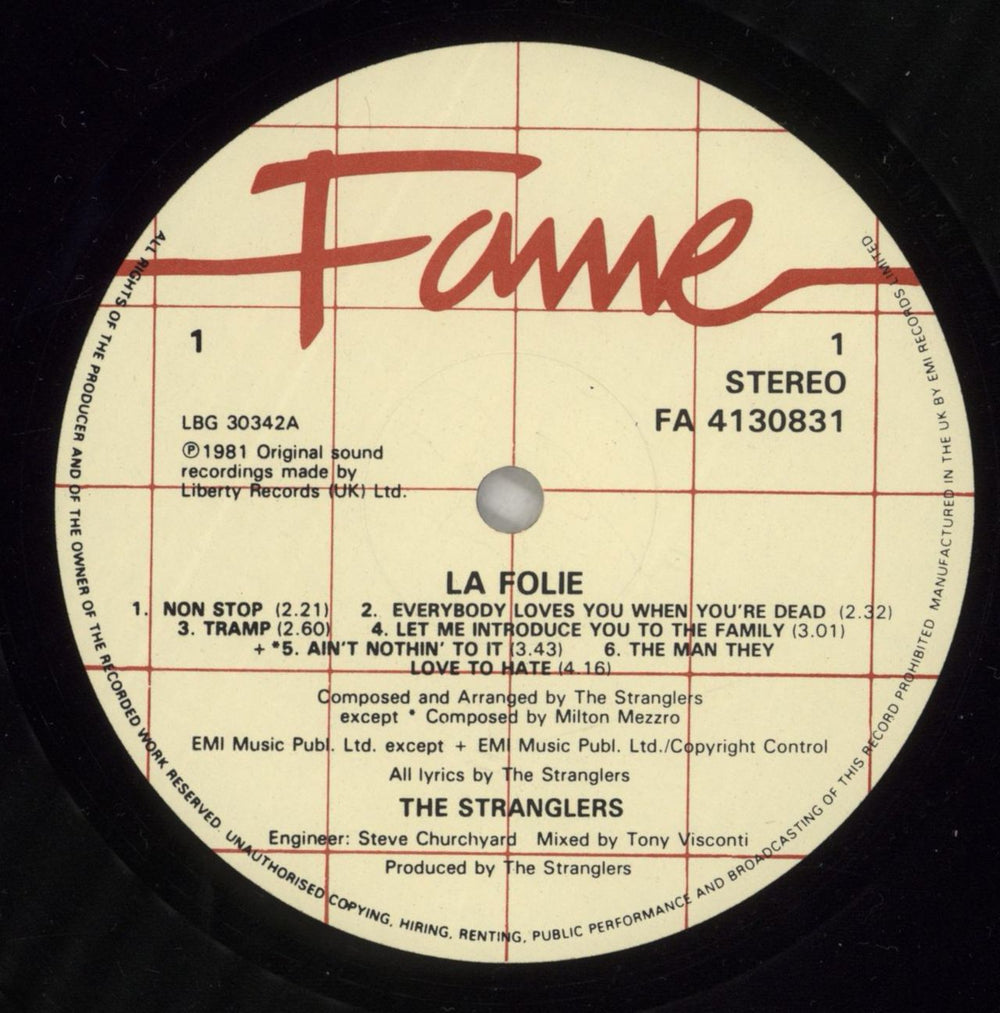 Fame
1
1
STEREO
FA 4130831
LBG 30342A
℗1981 Original sound
recordings made by
Liberty Records (UK) Ltd.
LA FOLIE
1. NON STOP (2.21) 2. EVERYBODY LOVES YOU WHEN YOU'RE DEAD (2.32)
3. TRAMP (2.60) 4. LET ME INTRODUCE YOU TO THE FAMILY (3.01)
+ *5. AIN'T NOTHIN' TO IT (3.43) 6. THE MAN THEY
LOVE TO HATE (4.16)
Composed and Arranged by The Stranglers
except * Composed by Milton Mezzro
EMI Music Publ. Ltd. except + EMI Music Publ. Ltd./Copyright Control
All lyrics by The Stranglers
THE STRANGLERS
Engineer: Steve Churchyard Mixed by Tony Visconti
Produced by The Stranglers
ALL RIGHTS OF THE PRODUCER AND OF THE OWNER OF THE RECORDED WORK RESERVED. UNAUTHORISED COPYING, HIRING, RENTING, PUBLIC PERFORMANCE AND BROADCASTING OF THIS RECORD PROHIBITED MANUFACTURED IN THE UK BY EMI RECORDS LIMITED